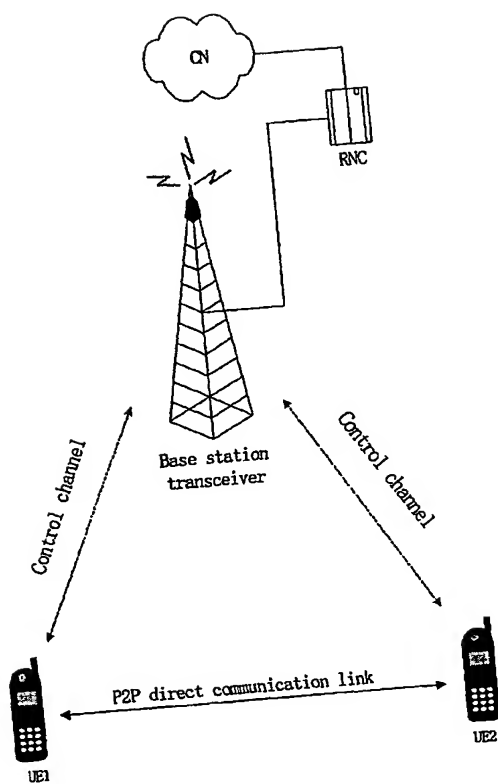 CN
RNC
Base station
transceiver
Control channel
Control channel
P2P direct communication link
UE1
UE2